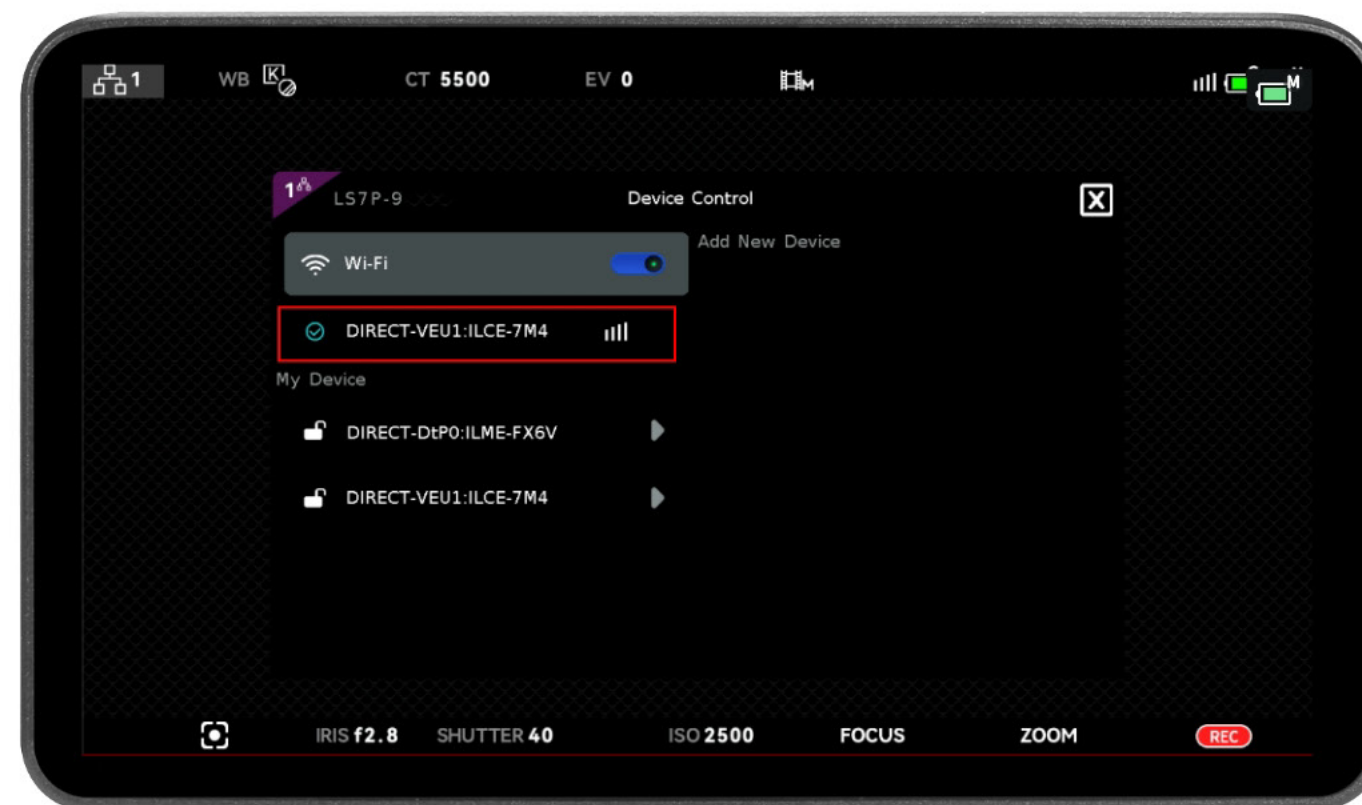 1 WB K CT 5500 EV 0 M M
1 LS7P-9 Device Control X
Add New Device
Wi-Fi
DIRECT-VEU1:ILCE-7M4
My Device
DIRECT-DtP0:ILME-FX6V
DIRECT-VEU1:ILCE-7M4
IRIS f2.8 SHUTTER 40 ISO 2500 FOCUS ZOOM REC